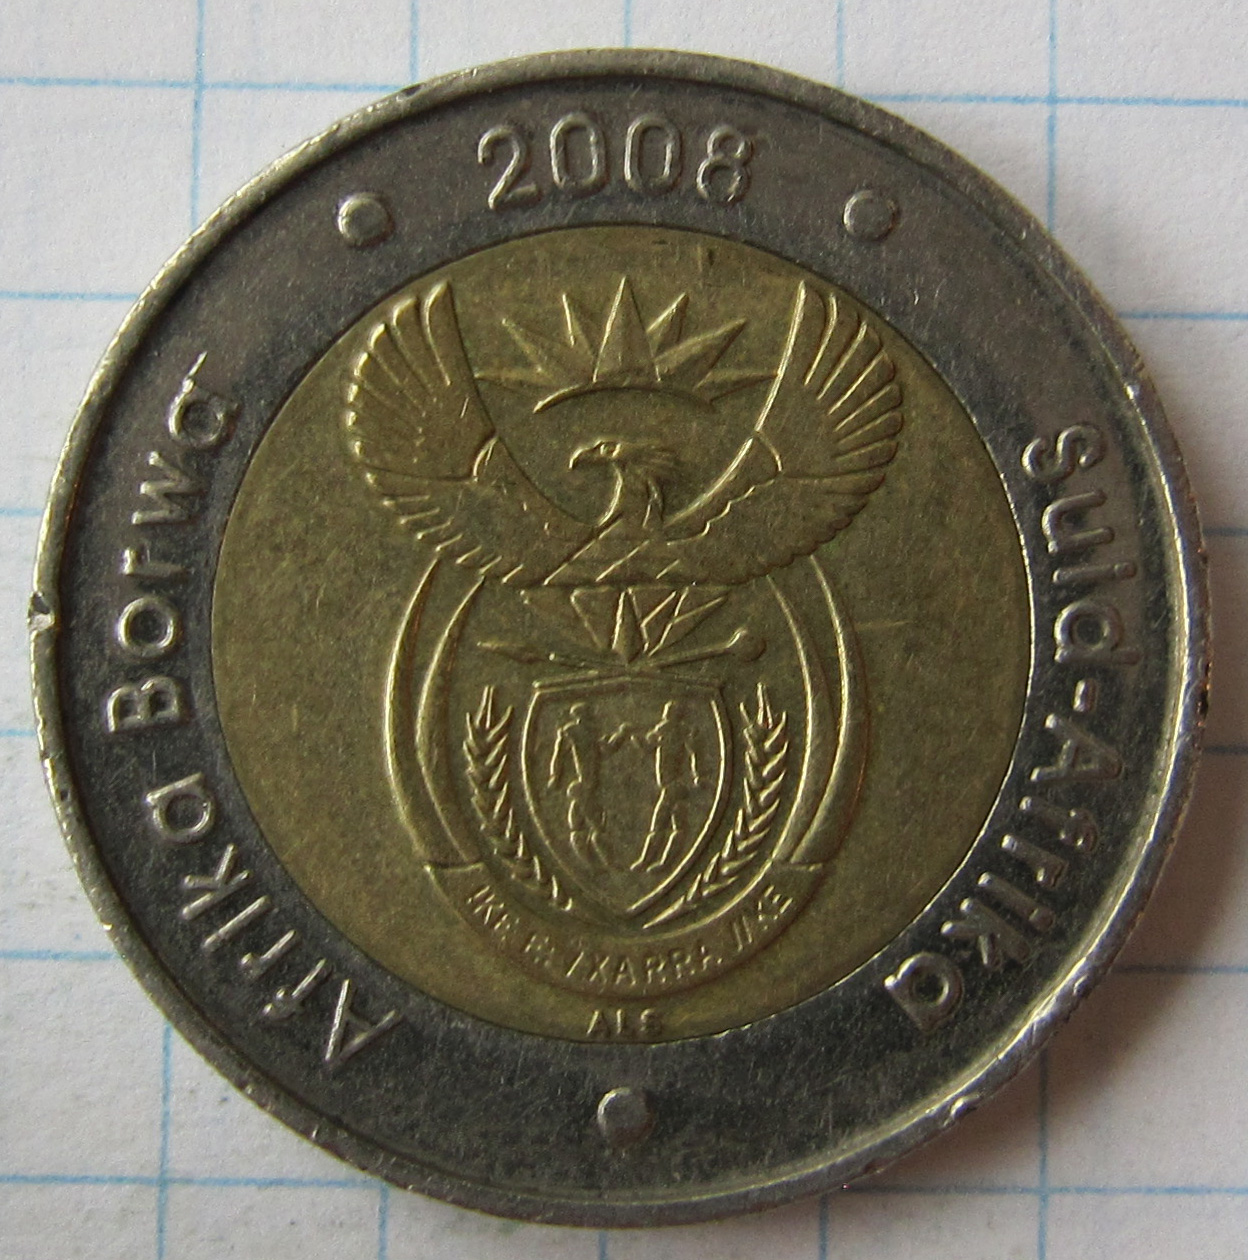 2008
Afrika Borwa
Suid-Afrika
!KE E: /XARRA //KE
ALS